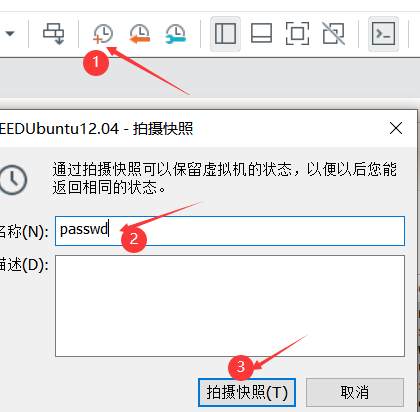 1
EEDUbuntu12.04 - 拍摄快照
通过拍摄快照可以保留虚拟机的状态，以便以后您能
返回相同的状态。
名称(N): passwd
2
描述(D):
3
拍摄快照(T) 取消